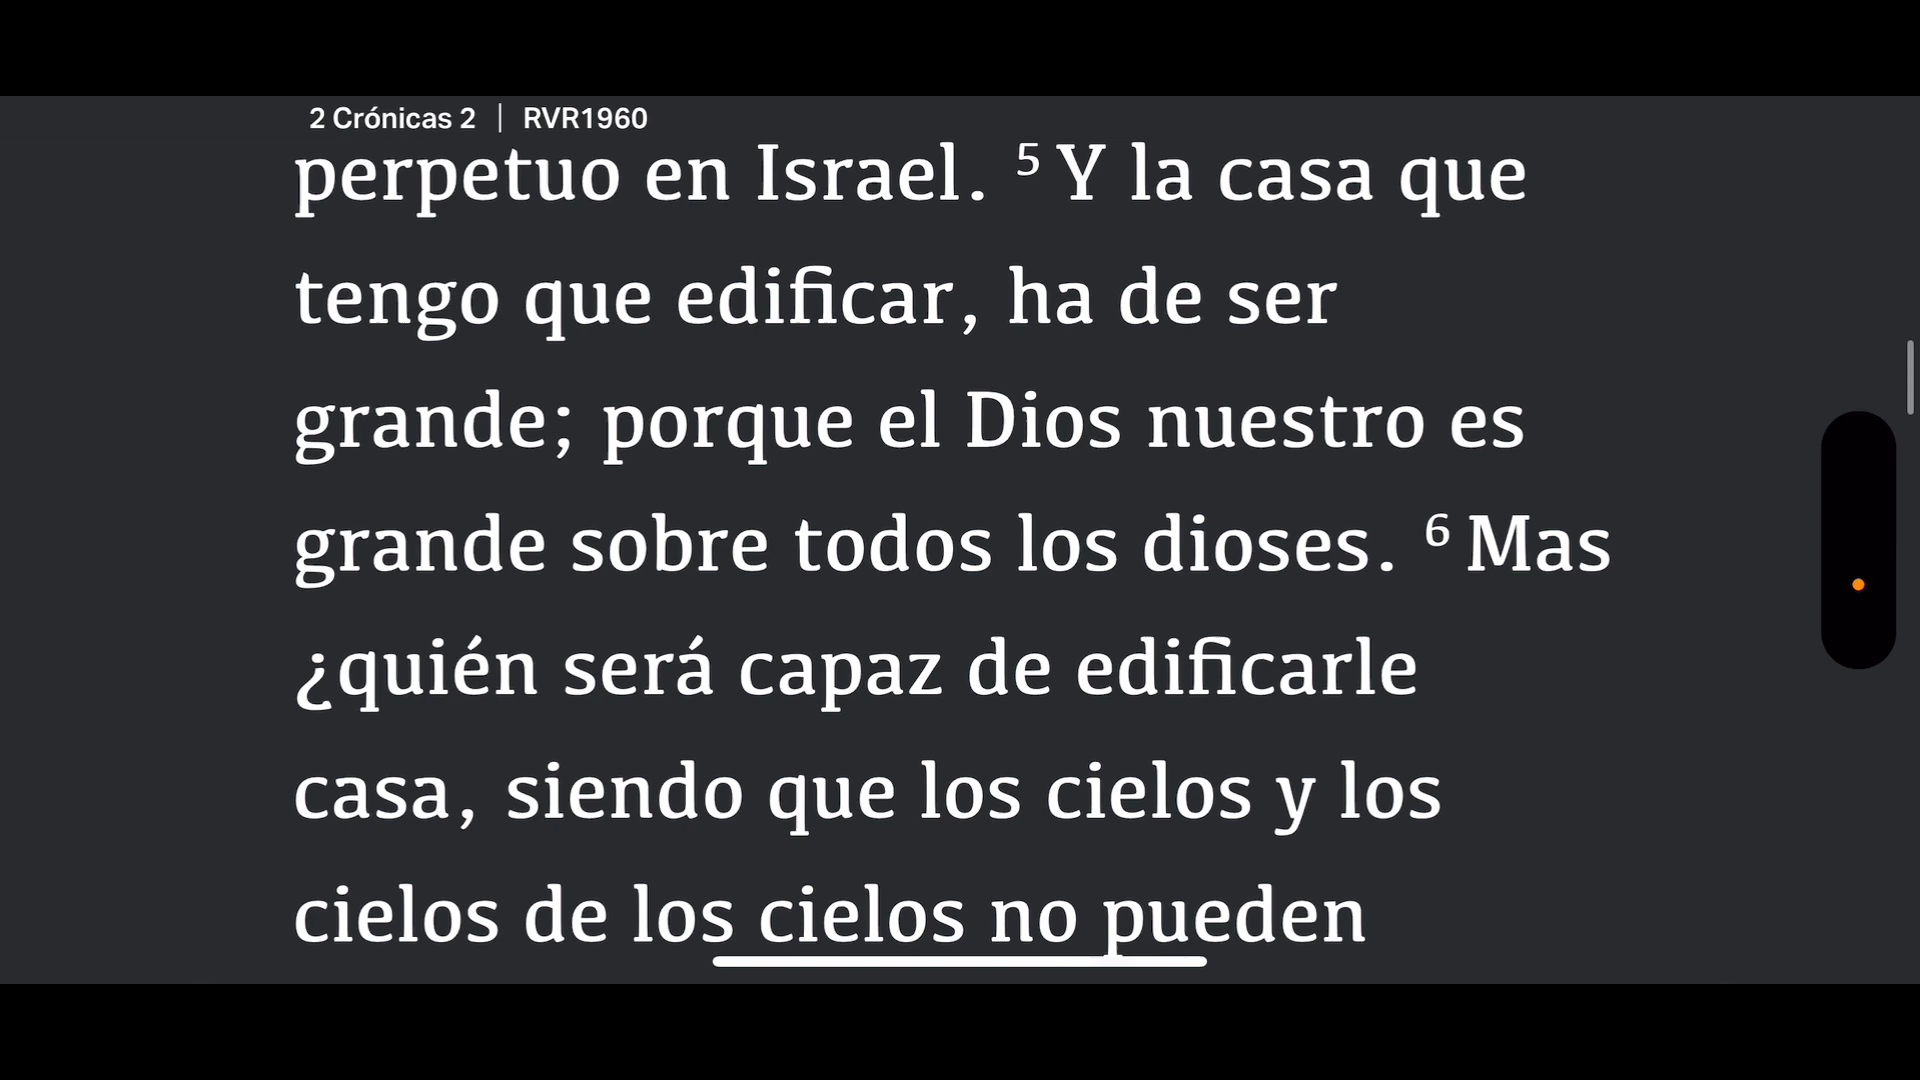 2 Crónicas 2 | RVR1960
perpetuo en Israel. 5 Y la casa que
tengo que edificar, ha de ser
grande; porque el Dios nuestro es
grande sobre todos los dioses. 6 Mas
¿quién será capaz de edificarle
casa, siendo que los cielos y los
cielos de los cielos no pueden